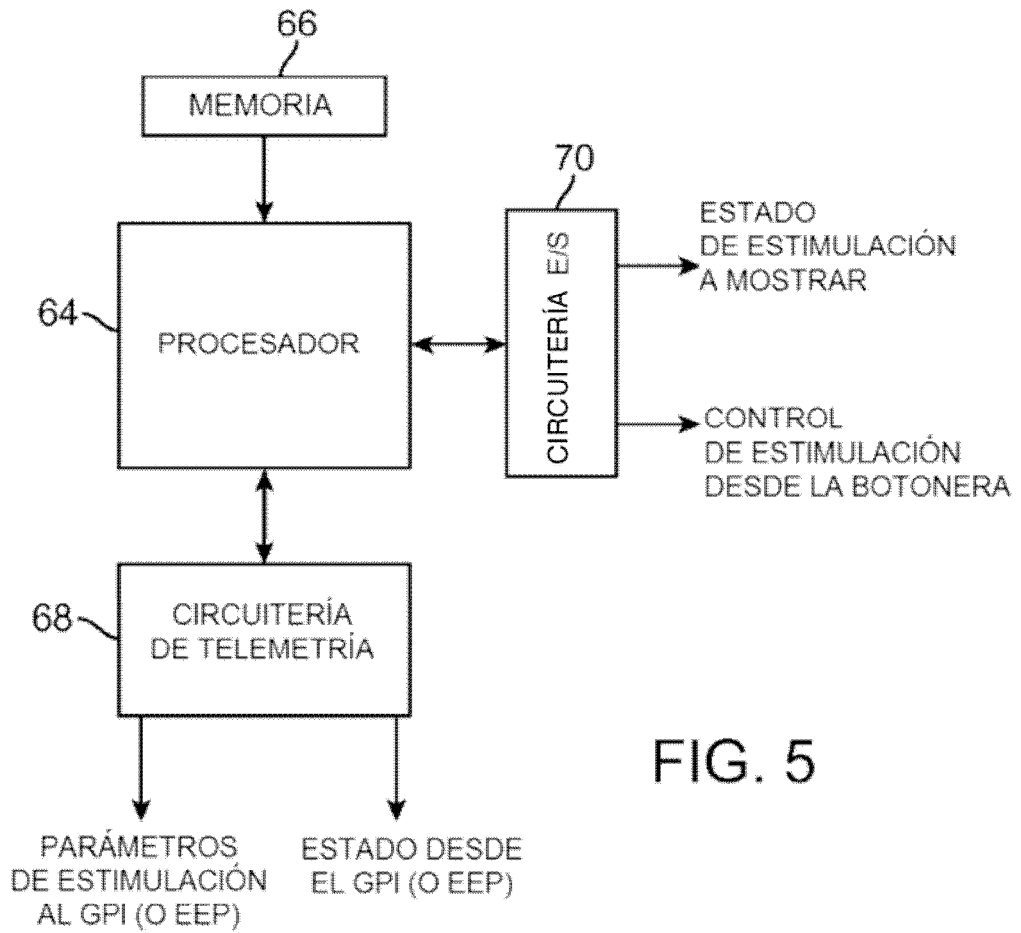 66
MEMORIA
70
ESTADO
DE ESTIMULACIÓN
A MOSTRAR
64
PROCESADOR
CIRCUITERÍA E/S
CONTROL
DE ESTIMULACIÓN
DESDE LA BOTONERA
68
CIRCUITERÍA
DE TELEMETRÍA
FIG. 5
PARÁMETROS
DE ESTIMULACIÓN
AL GPI (O EEP)
ESTADO DESDE
EL GPI (O EEP)